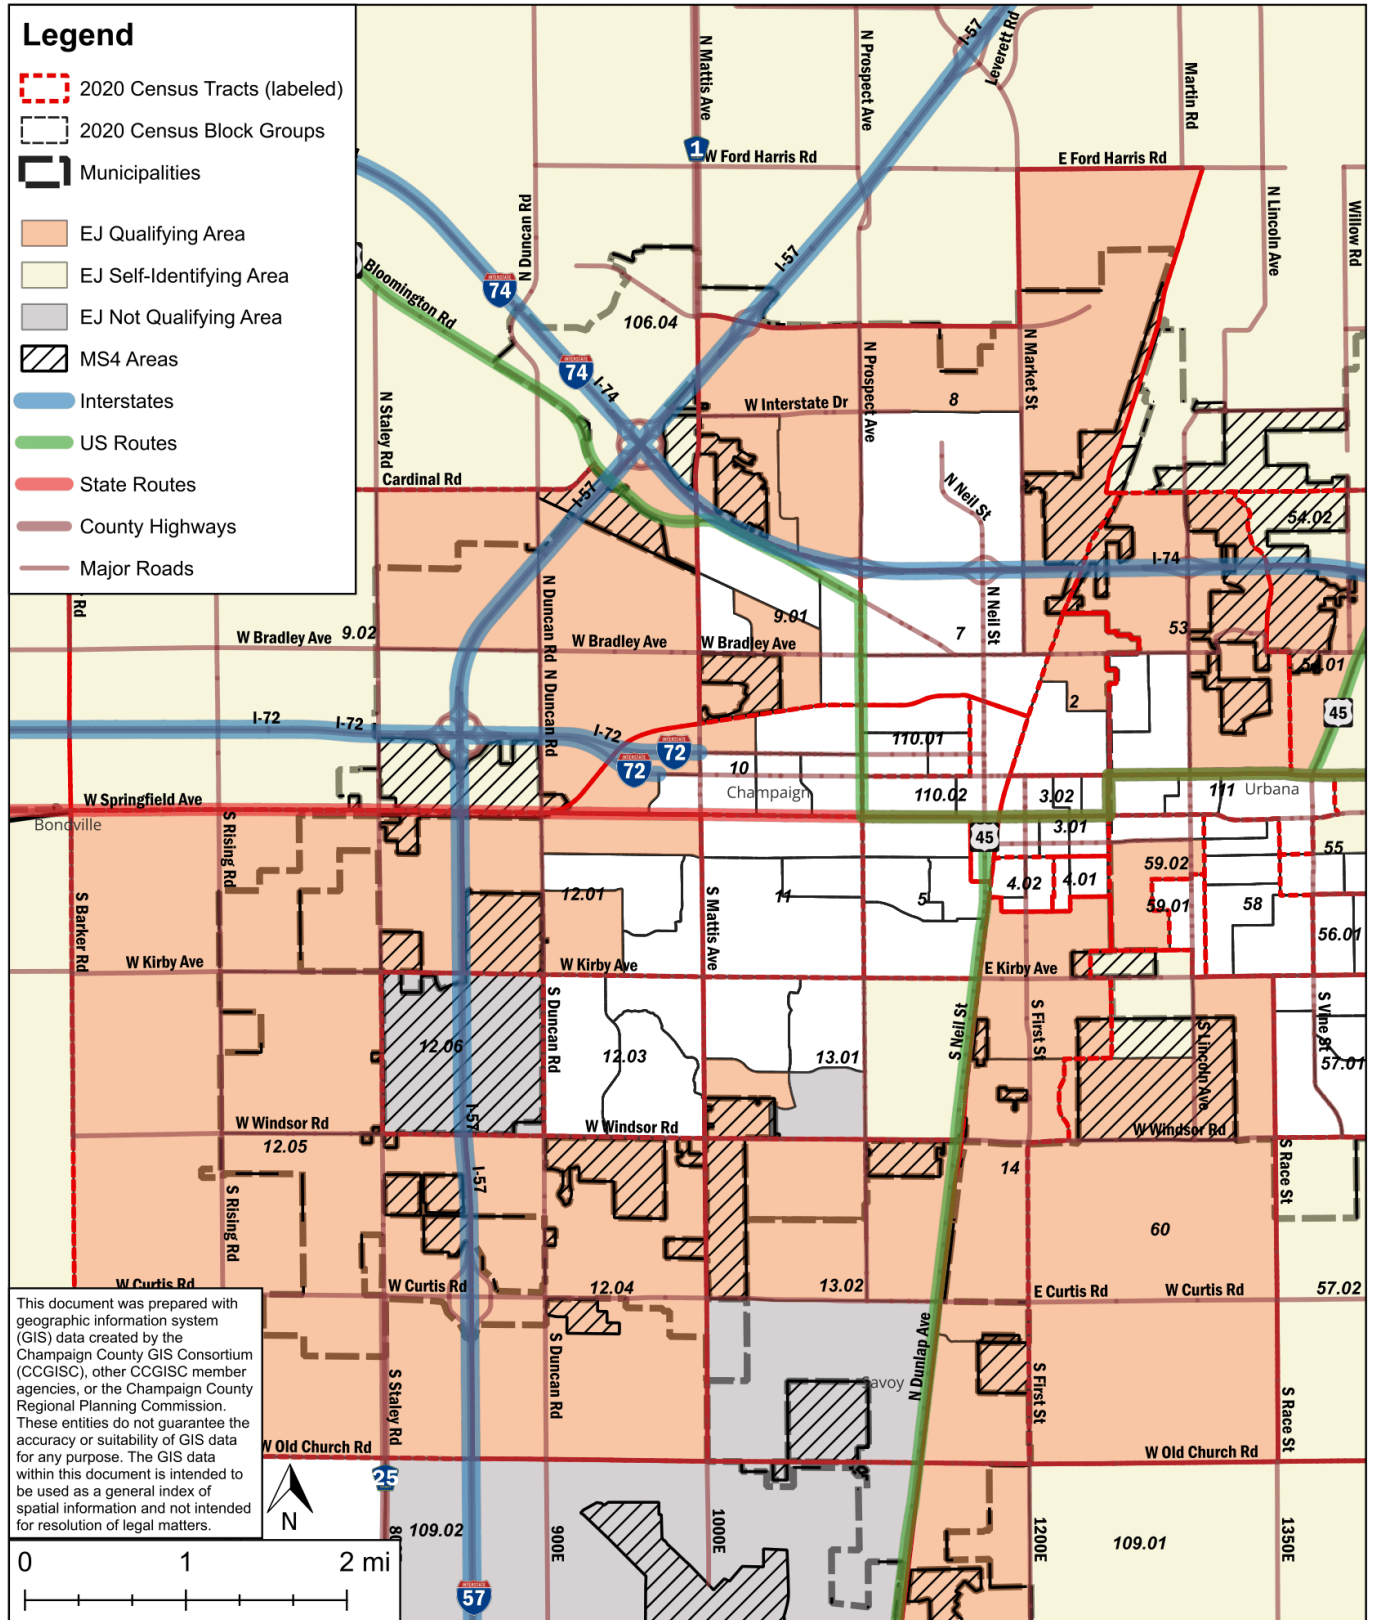 Legend
2020 Census Tracts (labeled)
2020 Census Block Groups
Municipalities
EJ Qualifying Area
EJ Self-Identifying Area
EJ Not Qualifying Area
MS4 Areas
Interstates
US Routes
State Routes
County Highways
Major Roads
I-57
Leverett Rd
N Mattis Ave
N Prospect Ave
Martin Rd
1
W Ford Harris Rd
E Ford Harris Rd
N Duncan Rd
N Lincoln Ave
Willow Rd
I-57
INTERSTATE
74
Bloomington Rd
106.04
INTERSTATE
74
I-74
N Prospect Ave
N Market St
N Staley Rd
W Interstate Dr
8
Cardinal Rd
I-57
N Neil St
54.02
I-74
N Duncan Rd
N Neil St
9.01
Rd
W Bradley Ave
9.02
W Bradley Ave
W Bradley Ave
7
53
N Duncan Rd
2
45
I-72
I-72
I-72
INTERSTATE
72
INTERSTATE
72
110.01
10
Champaign
110.02
3.02
111
Urbana
W Springfield Ave
Bondville
3.01
45
S Rising Rd
55
59.02
4.02
4.01
12.01
11
5
59.01
58
S Barker Rd
S Mattis Ave
56.01
W Kirby Ave
W Kirby Ave
E Kirby Ave
S Duncan Rd
S Neil St
S First St
S Lincoln Ave
S Vine St
12.06
12.03
13.01
57.01
I-57
W Windsor Rd
W Windsor Rd
W Windsor Rd
12.05
14
S Race St
I-57
S Rising Rd
60
W Curtis Rd
W Curtis Rd
12.04
13.02
E Curtis Rd
W Curtis Rd
57.02
This document was prepared with
geographic information system
(GIS) data created by the
Champaign County GIS Consortium
(CCGISC), other CCGISC member
agencies, or the Champaign County
Regional Planning Commission.
These entities do not guarantee the
accuracy or suitability of GIS data
for any purpose. The GIS data
within this document is intended to
be used as a general index of
spatial information and not intended
for resolution of legal matters.
S Staley Rd
S Duncan Rd
N Dunlap Ave
Savoy
S First St
S Race St
W Old Church Rd
W Old Church Rd
25
N
109.02
900E
1000E
1200E
109.01
1350E
0
1
2 mi
INTERSTATE
57